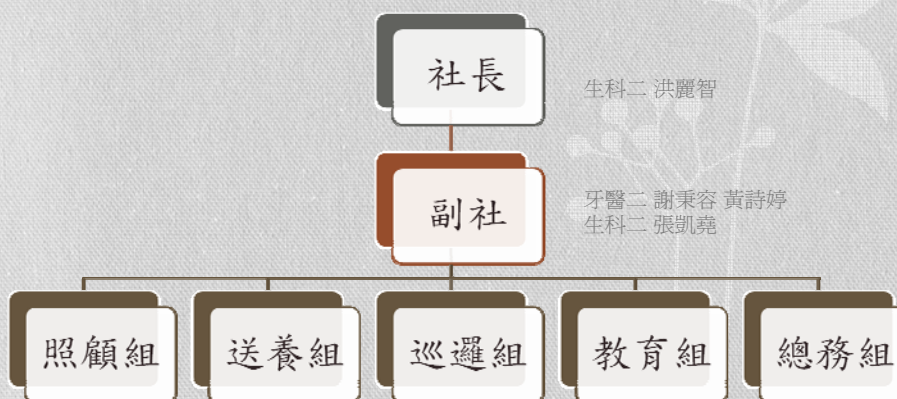 社長
生科二 洪麗智
副社
牙醫二 謝秉容 黃詩婷
生科二 張凱堯
照顧組 送養組 巡邏組 教育組 總務組